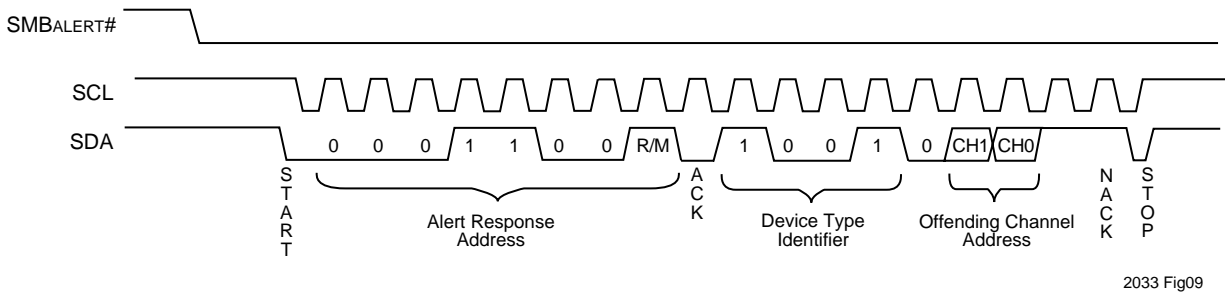 SMBALERT#
SCL
SDA
0 0 0 1 1 0 0 R/M 1 0 0 1 0 CH1 CH0
START
ACK
NACK
STOP
Alert Response
Address
Device Type
Identifier
Offending Channel
Address
2033 Fig09